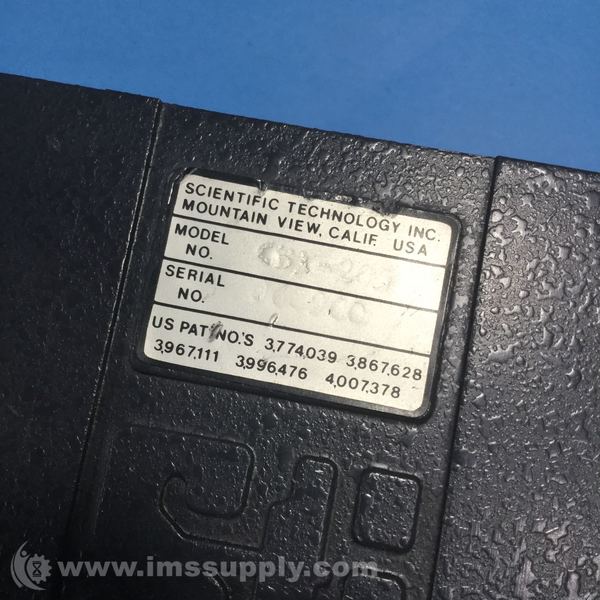 SCIENTIFIC TECHNOLOGY INC.
MOUNTAIN VIEW, CALIF. USA
MODEL
NO.
SERIAL
NO.
US PAT NO.'S 3,774,039 3,867,628
3,967,111 3,996,476 4,007,378
www.imssupply.com